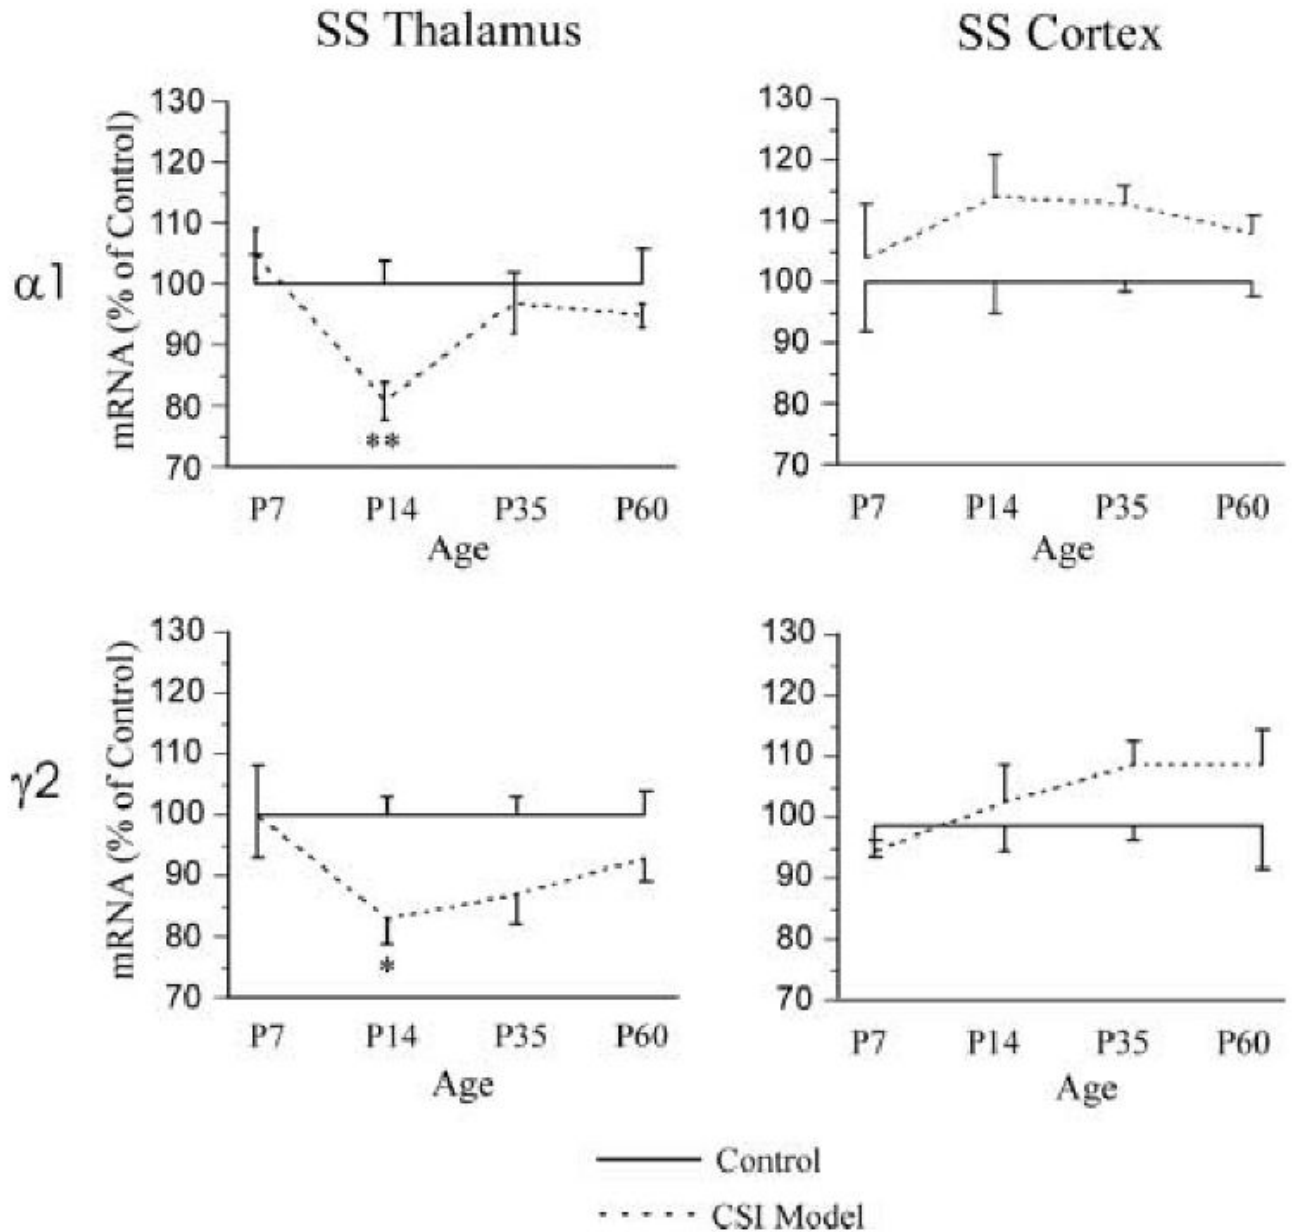 SS Thalamus
SS Cortex
α1
mRNA (% of Control)
130
120
110
100
90
80
70
**
P7 P14 P35 P60
Age
130
120
110
100
90
80
70
P7 P14 P35 P60
Age
γ2
mRNA (% of Control)
130
120
110
100
90
80
70
*
P7 P14 P35 P60
Age
130
120
110
100
90
80
70
P7 P14 P35 P60
Age
Control
CSI Model